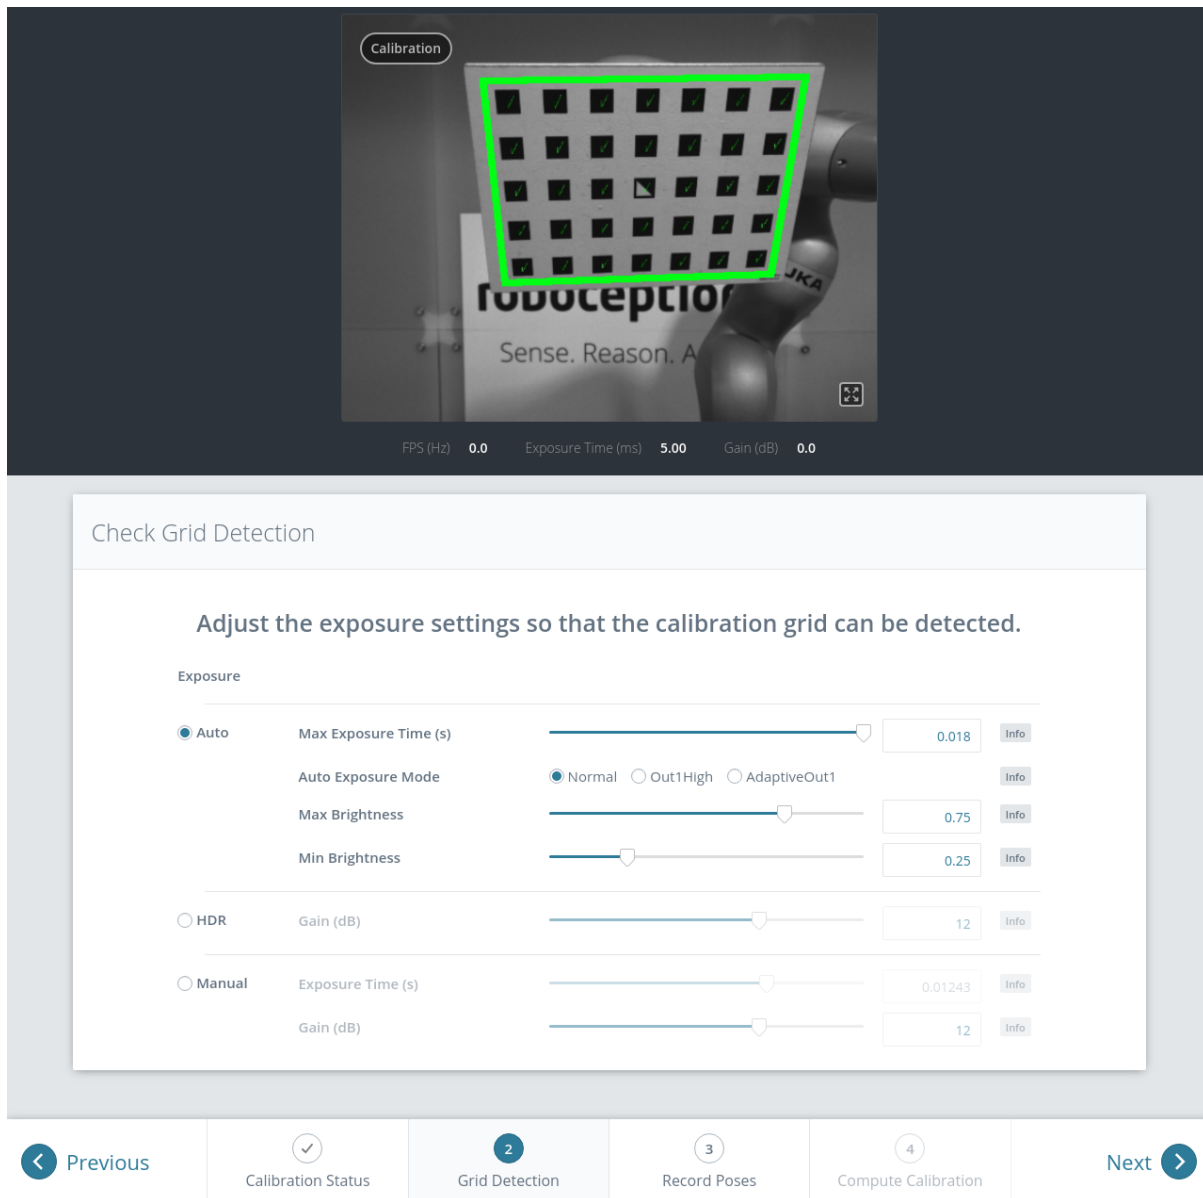 Calibration
JKA
roboception
Sense. Reason. A
FPS (Hz) 0.0 Exposure Time (ms) 5.00 Gain (dB) 0.0
Check Grid Detection
Adjust the exposure settings so that the calibration grid can be detected.
Exposure
Auto Max Exposure Time (s) 0.018 Info
Auto Exposure Mode Normal Out1High AdaptiveOut1 Info
Max Brightness 0.75 Info
Min Brightness 0.25 Info
HDR Gain (dB) 12 Info
Manual Exposure Time (s) 0.01243 Info
Gain (dB) 12 Info
Previous
Calibration Status
2
Grid Detection
3
Record Poses
4
Compute Calibration
Next